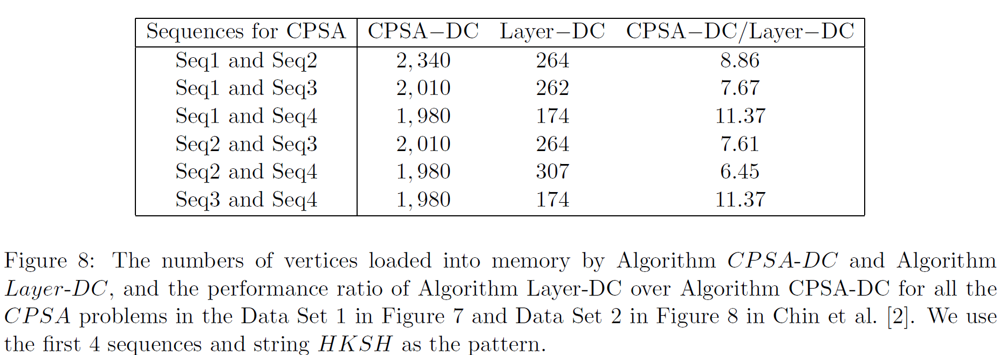 Sequences for CPSA CPSA−DC Layer−DC CPSA−DC/Layer−DC
Seq1 and Seq2 2,340 264 8.86
Seq1 and Seq3 2,010 262 7.67
Seq1 and Seq4 1,980 174 11.37
Seq2 and Seq3 2,010 264 7.61
Seq2 and Seq4 1,980 307 6.45
Seq3 and Seq4 1,980 174 11.37
Figure 8: The numbers of vertices loaded into memory by Algorithm CPSA-DC and Algorithm
Layer-DC, and the performance ratio of Algorithm Layer-DC over Algorithm CPSA-DC for all the
CPSA problems in the Data Set 1 in Figure 7 and Data Set 2 in Figure 8 in Chin et al. [2]. We use
the first 4 sequences and string HKSH as the pattern.